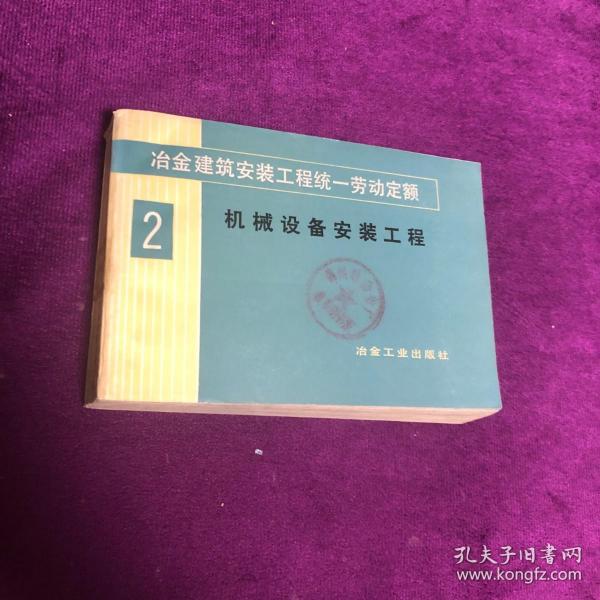 冶金建筑安装工程统一劳动定额
2
机械设备安装工程
冶金工业出版社
孔夫子旧书网
www.kongfz.com